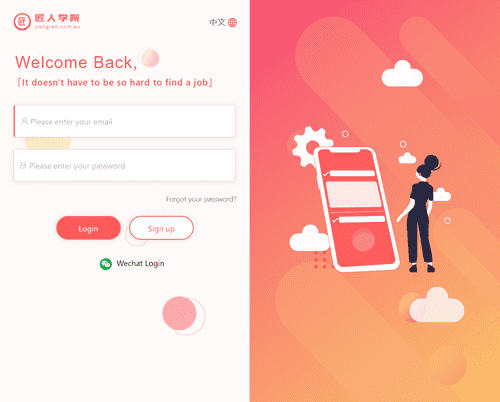 匠人学院
jiangren.com.au
中文
Welcome Back,
「It doesn't have to be so hard to find a job」
Please enter your email
Please enter your password
Forgot your password?
Login
Sign up
Wechat Login